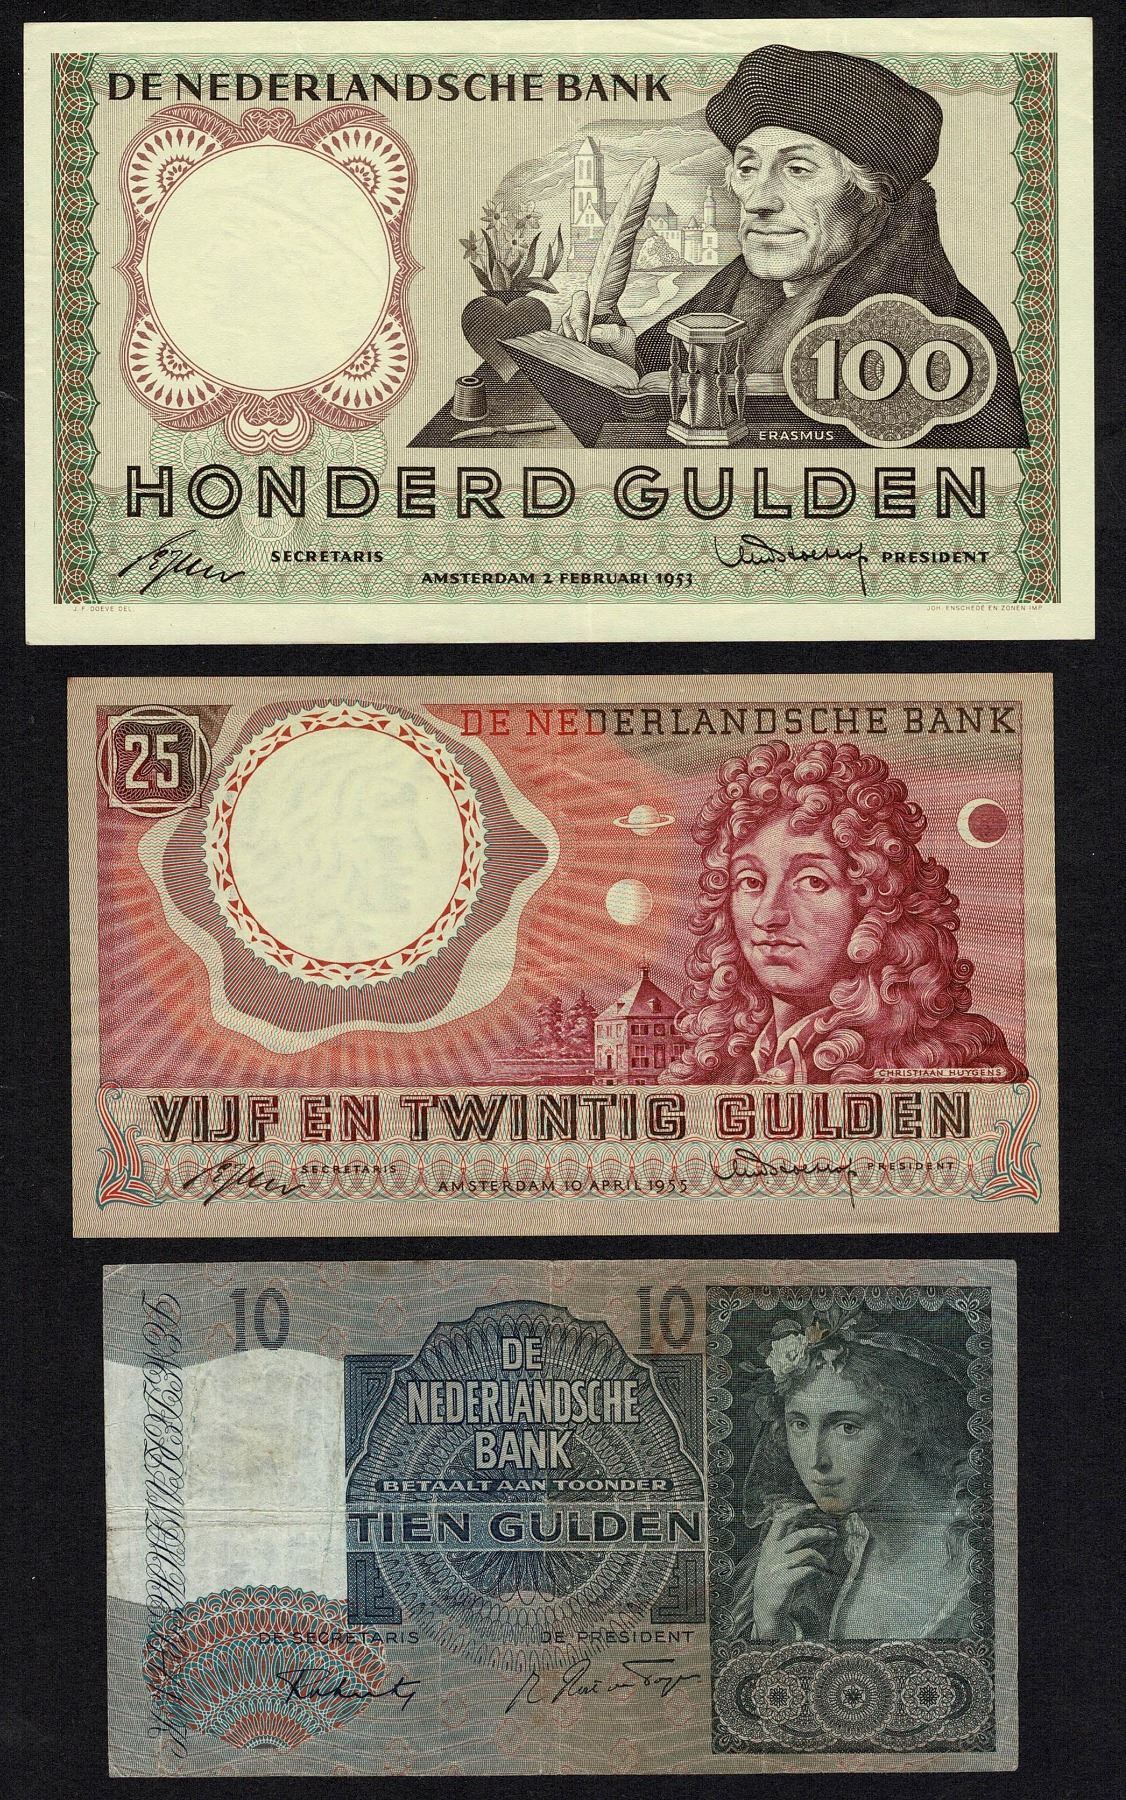 DE NEDERLANDSCHE BANK
100
ERASMUS
HONDERD GULDEN
SECRETARIS
PRESIDENT
AMSTERDAM 2 FEBRUARI 1953
J. F. DOEVE DEL.
JOH. ENSCHEDÉ EN ZONEN IMP.
25
DE NEDERLANDSCHE BANK
CHRISTIAAN HUYGENS
VIJF EN TWINTIG GULDEN
SECRETARIS
PRESIDENT
AMSTERDAM 10 APRIL 1955
10
10
DE
NEDERLANDSCHE
BANK
BETAALT AAN TOONDER
TIEN GULDEN
DE SECRETARIS
DE PRESIDENT